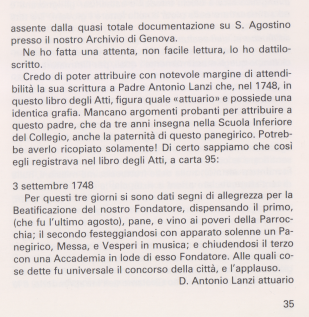 assente dalla quasi totale documentazione su S. Agostino
presso il nostro Archivio di Genova.
Ne ho fatta una attenta, non facile lettura, lo ho dattilo-
scritto.
Credo di poter attribuire con notevole margine di attendi-
bilità la sua scrittura a Padre Antonio Lanzi che, nel 1748, in
questo libro degli Atti, figura quale «attuario» e possiede una
identica grafia. Mancano argomenti probanti per attribuire a
questo padre, che da tre anni insegna nella Scuola Inferiore
del Collegio, anche la paternità di questo panegirico. Potreb-
be averlo ricopiato solamente! Di certo sappiamo che così
egli registrava nel libro degli Atti, a carta 95:
3 settembre 1748
Per questi tre giorni si sono dati segni di allegrezza per la
Beatificazione del nostro Fondatore, dispensando il primo,
(che fu l'ultimo agosto), pane, e vino ai poveri della Parroc-
chia; il secondo festeggiandosi con apparato solenne un Pa-
negirico, Messa, e Vesperi in musica; e chiudendosi il terzo
con una Accademia in lode di esso Fondatore. Alle quali co-
se dette fu universale il concorso della città, e l'applauso.
D. Antonio Lanzi attuario
35